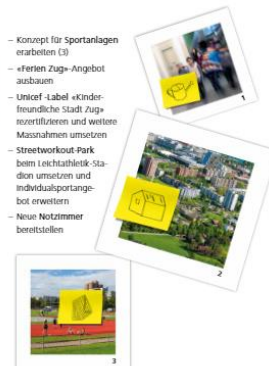 – Konzept für Sportanlagen
erarbeiten (3)
– «Ferien Zug»-Angebot
ausbauen
– Unicef -Label «Kinder-
freundliche Stadt Zug»
rezertifizieren und weitere
Massnahmen umsetzen
– Streetworkout-Park
beim Leichtathletik-Sta-
dion umsetzen und
Individualsportange-
bot erweitern
– Neue Notzimmer
bereitstellen
1
2
3